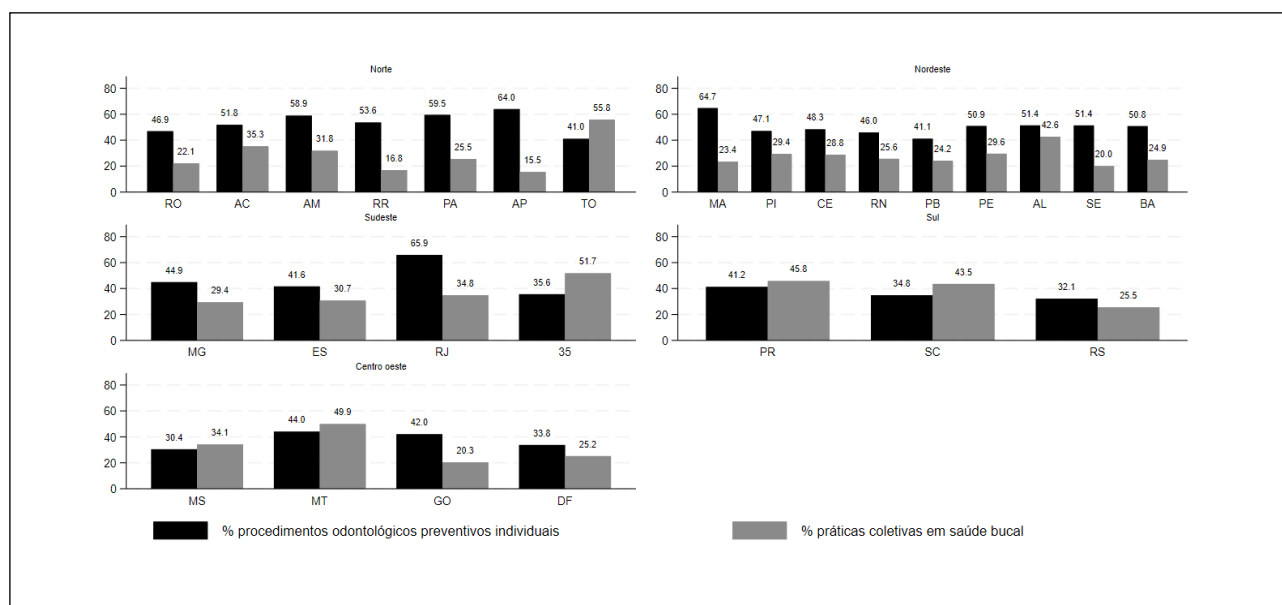 Norte
80
60
40
20
0
46.9 22.1 51.8 35.3 58.9 31.8 53.6 16.8 59.5 25.5 64.0 15.5 41.0 55.8
RO AC AM RR PA AP TO
Nordeste
80
60
40
20
0
64.7 23.4 47.1 29.4 48.3 28.8 46.0 25.6 41.1 24.2 50.9 29.6 51.4 42.6 51.4 20.0 50.8 24.9
MA PI CE RN PB PE AL SE BA
Sudeste
80
60
40
20
0
44.9 29.4 41.6 30.7 65.9 34.8 35.6 51.7
MG ES RJ 35
Sul
80
60
40
20
0
41.2 45.8 34.8 43.5 32.1 25.5
PR SC RS
Centro oeste
80
60
40
20
0
30.4 34.1 44.0 49.9 42.0 20.3 33.8 25.2
MS MT GO DF
% procedimentos odontológicos preventivos individuais
% práticas coletivas em saúde bucal